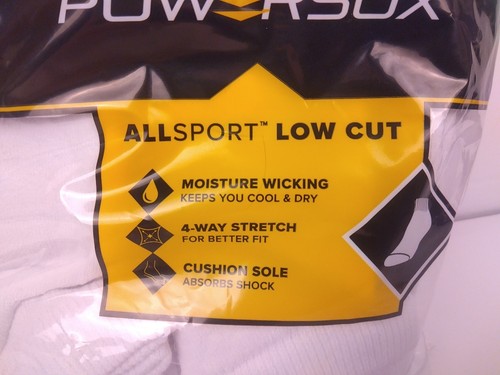 POWERSOX
ALLSPORT™ LOW CUT
MOISTURE WICKING
KEEPS YOU COOL & DRY
4-WAY STRETCH
FOR BETTER FIT
CUSHION SOLE
ABSORBS SHOCK